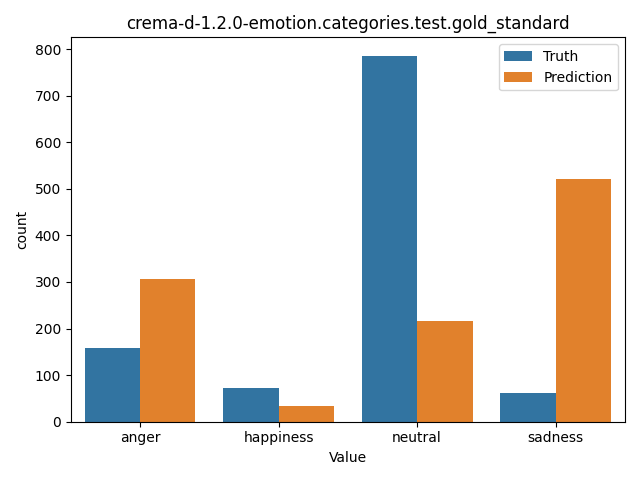 crema-d-1.2.0-emotion.categories.test.gold_standard
Truth
Prediction
count
800
700
600
500
400
300
200
100
0
anger happiness neutral sadness
Value